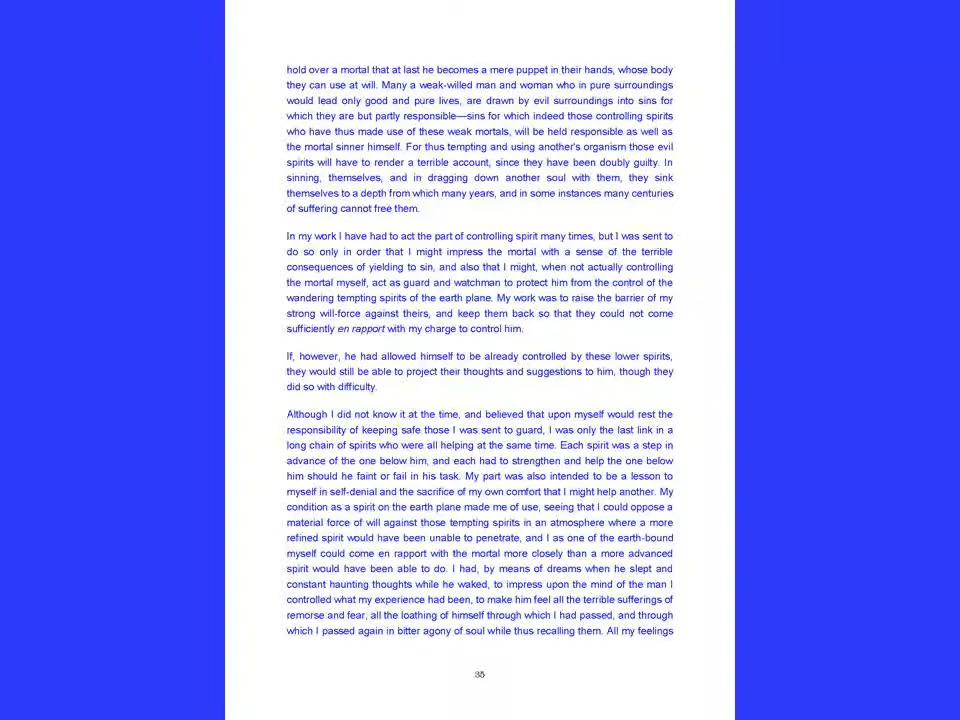 hold over a mortal that at last he becomes a mere puppet in their hands, whose body
they can use at will. Many a weak-willed man and woman who in pure surroundings
would lead only good and pure lives, are drawn by evil surroundings into sins for
which they are but partly responsible—sins for which indeed those controlling spirits
who have thus made use of these weak mortals, will be held responsible as well as
the mortal sinner himself. For thus tempting and using another's organism those evil
spirits will have to render a terrible account, since they have been doubly guilty. In
sinning, themselves, and in dragging down another soul with them, they sink
themselves to a depth from which many years, and in some instances many centuries
of suffering cannot free them.
In my work I have had to act the part of controlling spirit many times, but I was sent to
do so only in order that I might impress the mortal with a sense of the terrible
consequences of yielding to sin, and also that I might, when not actually controlling
the mortal myself, act as guard and watchman to protect him from the control of the
wandering tempting spirits of the earth plane. My work was to raise the barrier of my
strong will-force against theirs, and keep them back so that they could not come
sufficiently en rapport with my charge to control him.
If, however, he had allowed himself to be already controlled by these lower spirits,
they would still be able to project their thoughts and suggestions to him, though they
did so with difficulty.
Although I did not know it at the time, and believed that upon myself would rest the
responsibility of keeping safe those I was sent to guard, I was only the last link in a
long chain of spirits who were all helping at the same time. Each spirit was a step in
advance of the one below him, and each had to strengthen and help the one below
him should he faint or fail in his task. My part was also intended to be a lesson to
myself in self-denial and the sacrifice of my own comfort that I might help another. My
condition as a spirit on the earth plane made me of use, seeing that I could oppose a
material force of will against those tempting spirits in an atmosphere where a more
refined spirit would have been unable to penetrate, and I as one of the earth-bound
myself could come en rapport with the mortal more closely than a more advanced
spirit would have been able to do. I had, by means of dreams when he slept and
constant haunting thoughts while he waked, to impress upon the mind of the man I
controlled what my experience had been, to make him feel all the terrible sufferings of
remorse and fear, all the loathing of himself through which I had passed, and through
which I passed again in bitter agony of soul while thus recalling them. All my feelings
35